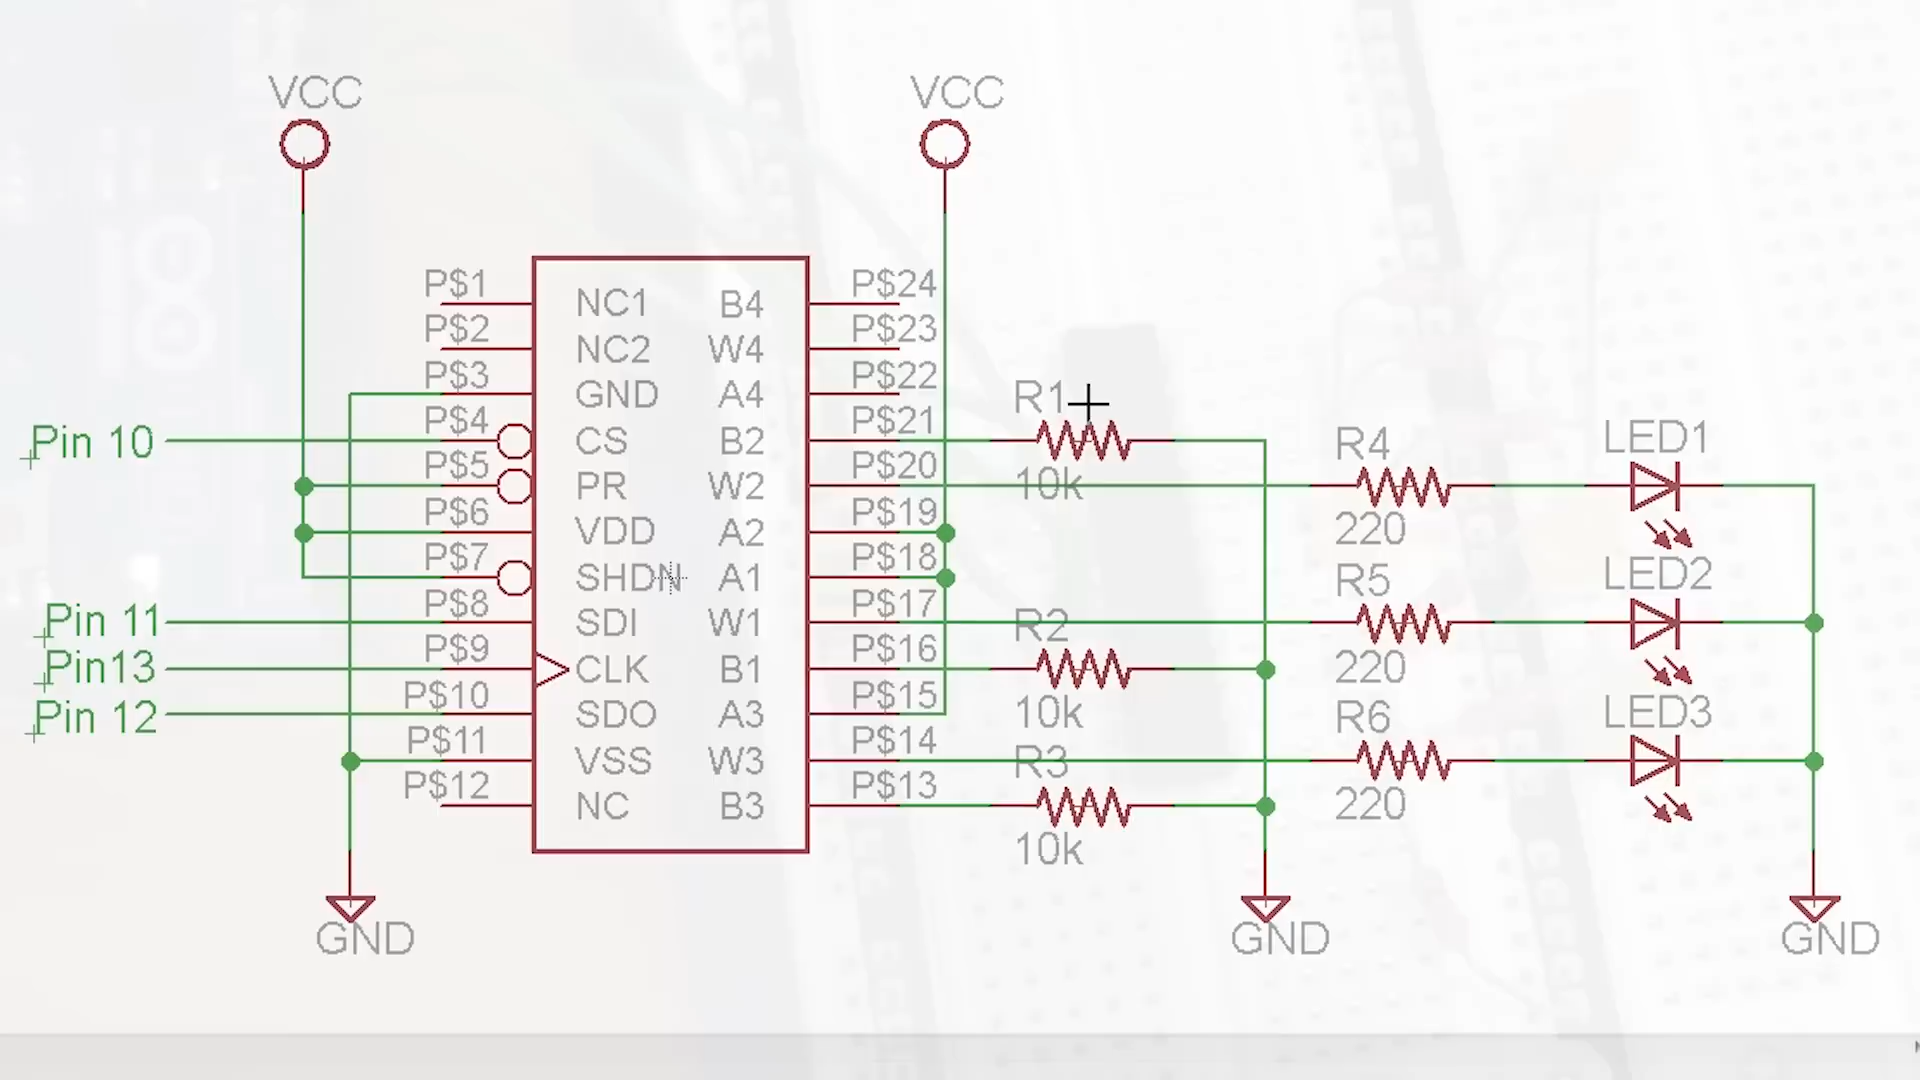 VCC
VCC
P$1 NC1 B4 P$24
P$2 NC2 W4 P$23
P$3 GND A4 P$22
Pin 10 P$4 CS B2 P$21 R1 10k
P$5 PR W2 P$20 R4 220 LED1
P$6 VDD A2 P$19
P$7 SHDN A1 P$18
Pin 11 P$8 SDI W1 P$17 R5 220 LED2
Pin13 P$9 CLK B1 P$16 R2 10k
Pin 12 P$10 SDO A3 P$15
P$11 VSS W3 P$14 R6 220 LED3
P$12 NC B3 P$13 R3 10k
GND
GND
GND